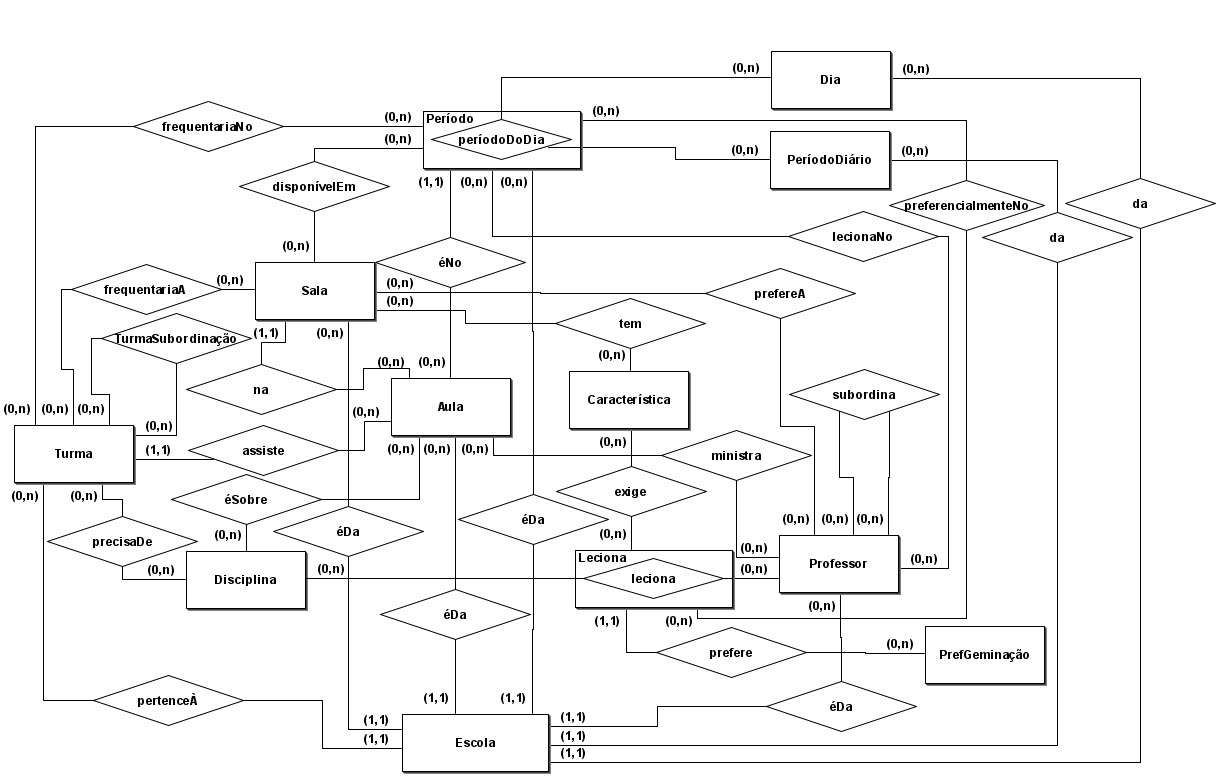 (0,n)
Dia
(0,n)
(0,n)
(0,n)
Período
frequentariaNo
(0,n)
períodoDoDia
(0,n)
PeríodoDiário
(0,n)
(1,1)
(0,n)
(0,n)
disponívelEm
preferencialmenteNo
da
lecionaNo
da
(0,n)
éNo
frequentariaA
(0,n)
Sala
(0,n)
prefereA
(0,n)
tem
TurmaSubordinação
(1,1)
(0,n)
(0,n)
(0,n)
(0,n)
na
Característica
subordina
(0,n)
(0,n)
(0,n)
Aula
(0,n)
(0,n)
Turma
(1,1)
assiste
(0,n)
(0,n)
(0,n)
(0,n)
ministra
(0,n)
(0,n)
éSobre
exige
(0,n)
(0,n)
(0,n)
éDa
éDa
(0,n)
(0,n)
precisaDe
(0,n)
Leciona
(0,n)
Professor
(0,n)
(0,n)
Disciplina
(0,n)
leciona
(0,n)
(0,n)
éDa
(1,1)
(0,n)
prefere
(0,n)
PrefGeminação
pertenceÀ
(1,1)
(1,1)
éDa
(1,1)
(1,1)
(1,1)
Escola
(1,1)
(1,1)